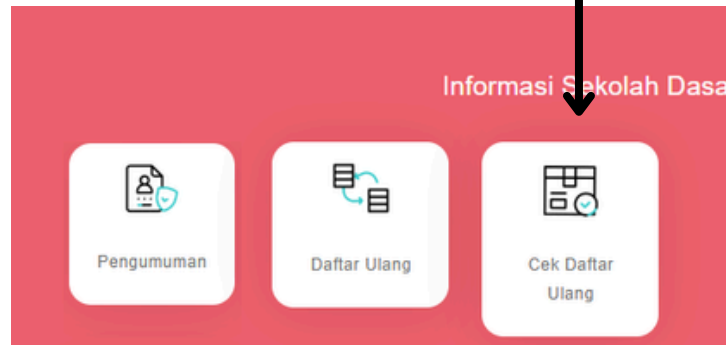 Informasi Sekolah Dasa
Pengumuman
Daftar Ulang
Cek Daftar
Ulang